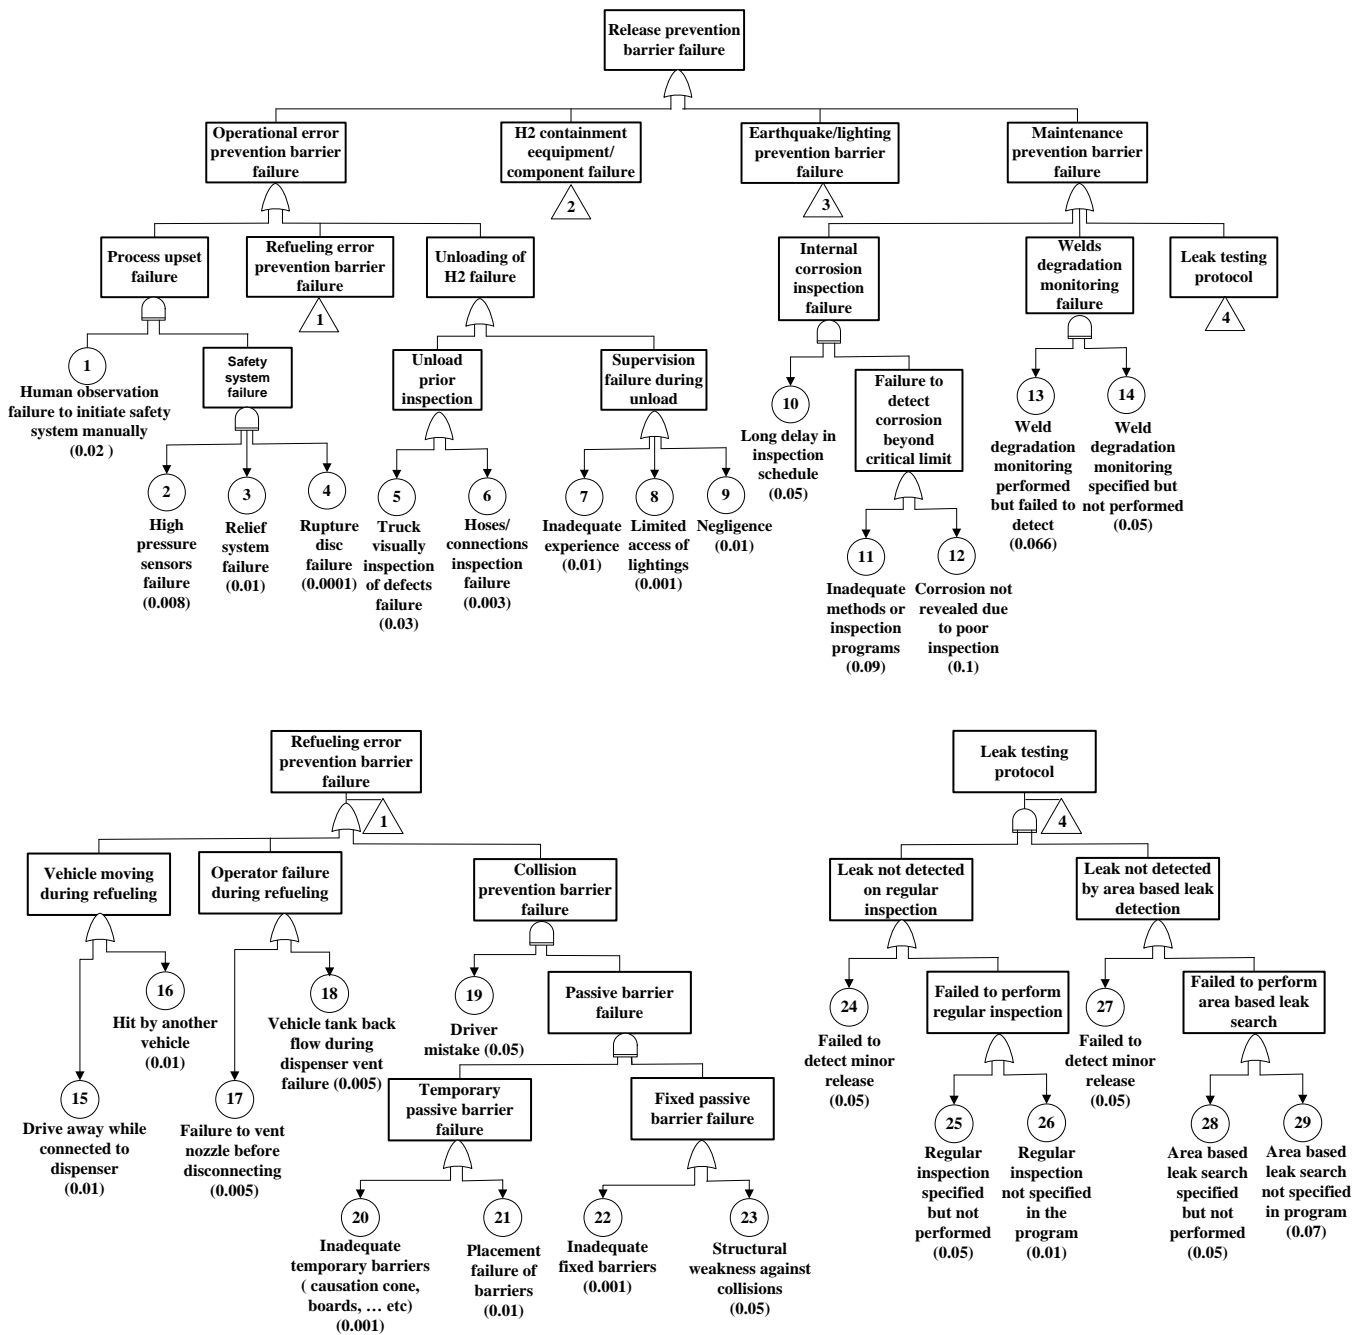 Release prevention
barrier failure
Operational error
prevention barrier
failure
H2 containment
eequipment/
component failure
2
Earthquake/lighting
prevention barrier
failure
3
Maintenance
prevention barrier
failure
Process upset
failure
Refueling error
prevention barrier
failure
1
Unloading of
H2 failure
Internal
corrosion
inspection
failure
Welds
degradation
monitoring
failure
Leak testing
protocol
4
1
Human observation
failure to initiate safety
system manually
(0.02 )
Safety
system
failure
Unload
prior
inspection
Supervision
failure during
unload
10
Long delay in
inspection
schedule
(0.05)
Failure to
detect
corrosion
beyond
critical limit
13
Weld
degradation
monitoring
performed
but failed to
detect
(0.066)
14
Weld
degradation
monitoring
specified but
not performed
(0.05)
2
High
pressure
sensors
failure
(0.008)
3
Relief
system
failure
(0.01)
4
Rupture
disc
failure
(0.0001)
5
Truck
visually
inspection
of defects
failure
(0.03)
6
Hoses/
connections
inspection
failure
(0.003)
7
Inadequate
experience
(0.01)
8
Limited
access of
lightings
(0.001)
9
Negligence
(0.01)
11
Inadequate
methods or
inspection
programs
(0.09)
12
Corrosion not
revealed due
to poor
inspection
(0.1)
Refueling error
prevention barrier
failure
1
Vehicle moving
during refueling
Operator failure
during refueling
Collision
prevention barrier
failure
16
Hit by another
vehicle
(0.01)
18
Vehicle tank back
flow during
dispenser vent
failure (0.005)
19
Driver
mistake (0.05)
Passive barrier
failure
15
Drive away while
connected to
dispenser
(0.01)
17
Failure to vent
nozzle before
disconnecting
(0.005)
Temporary
passive barrier
failure
Fixed passive
barrier failure
20
Inadequate
temporary barriers
( causation cone,
boards, … etc)
(0.001)
21
Placement
failure of
barriers
(0.01)
22
Inadequate
fixed barriers
(0.001)
23
Structural
weakness against
collisions
(0.05)
Leak testing
protocol
4
Leak not detected
on regular
inspection
Leak not detected
by area based leak
detection
24
Failed to
detect minor
release
(0.05)
Failed to perform
regular inspection
27
Failed to
detect minor
release
(0.05)
Failed to perform
area based leak
search
25
Regular
inspection
specified
but not
performed
(0.05)
26
Regular
inspection
not specified
in the
program
(0.01)
28
Area based
leak search
specified
but not
performed
(0.05)
29
Area based
leak search
not specified
in program
(0.07)